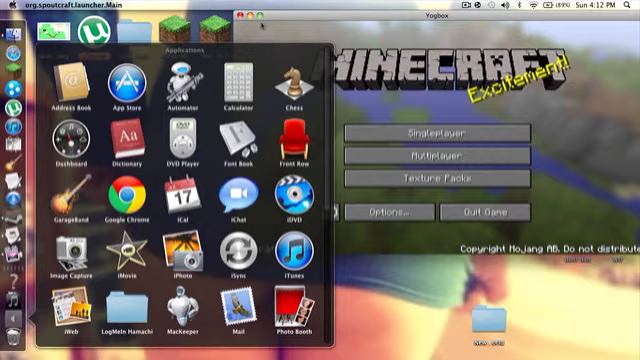 org.spoutcraft.launcher.Main
(89%) Sun 4:12 PM
Yogbox
Applications
Address Book App Store Automator Calculator Chess
Dashboard Dictionary DVD Player Font Book Front Row
GarageBand Google Chrome iCal iChat iDVD
Image Capture iMovie iPhoto iSync iTunes
iWeb LogMeIn Hamachi MacKeeper Mail Photo Booth
17
Aa
MINECRAFT
Excitement!
Singleplayer
Multiplayer
Texture Packs
Options... Quit Game
Copyright Mojang AB. Do not distribute